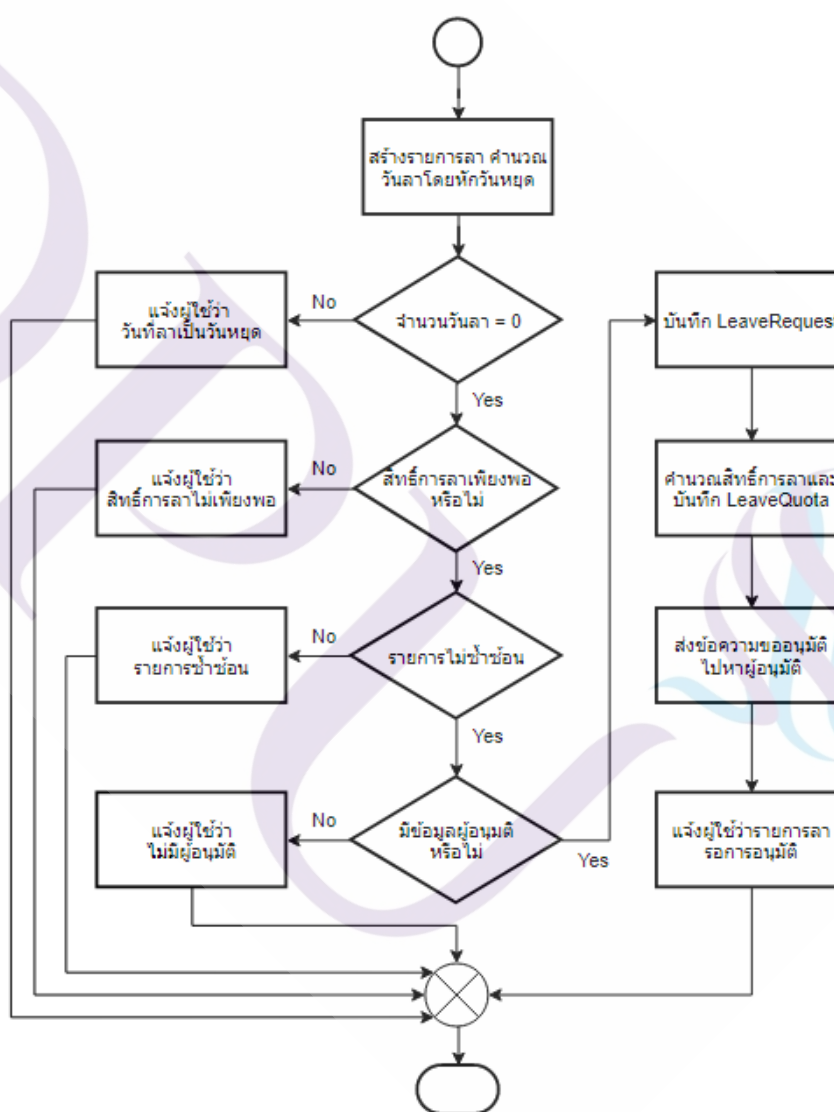 สร้างรายการลา คำนวณ
วันลาโดยหักวันหยุด
แจ้งผู้ใช้ว่า
วันที่ลาเป็นวันหยุด
No
จำนวนวันลา = 0
บันทึก LeaveRequest
Yes
แจ้งผู้ใช้ว่า
สิทธิ์การลาไม่เพียงพอ
No
สิทธิ์การลาเพียงพอ
หรือไม่
คำนวณสิทธิ์การลาและ
บันทึก LeaveQuota
Yes
แจ้งผู้ใช้ว่า
รายการซ้ำซ้อน
No
รายการไม่ซ้ำซ้อน
ส่งข้อความขออนุมัติ
ไปหาผู้อนุมัติ
Yes
แจ้งผู้ใช้ว่า
ไม่มีผู้อนุมัติ
No
มีข้อมูลผู้อนุมติ
หรือไม่
Yes
แจ้งผู้ใช้ว่ารายการลา
รอการอนุมัติ